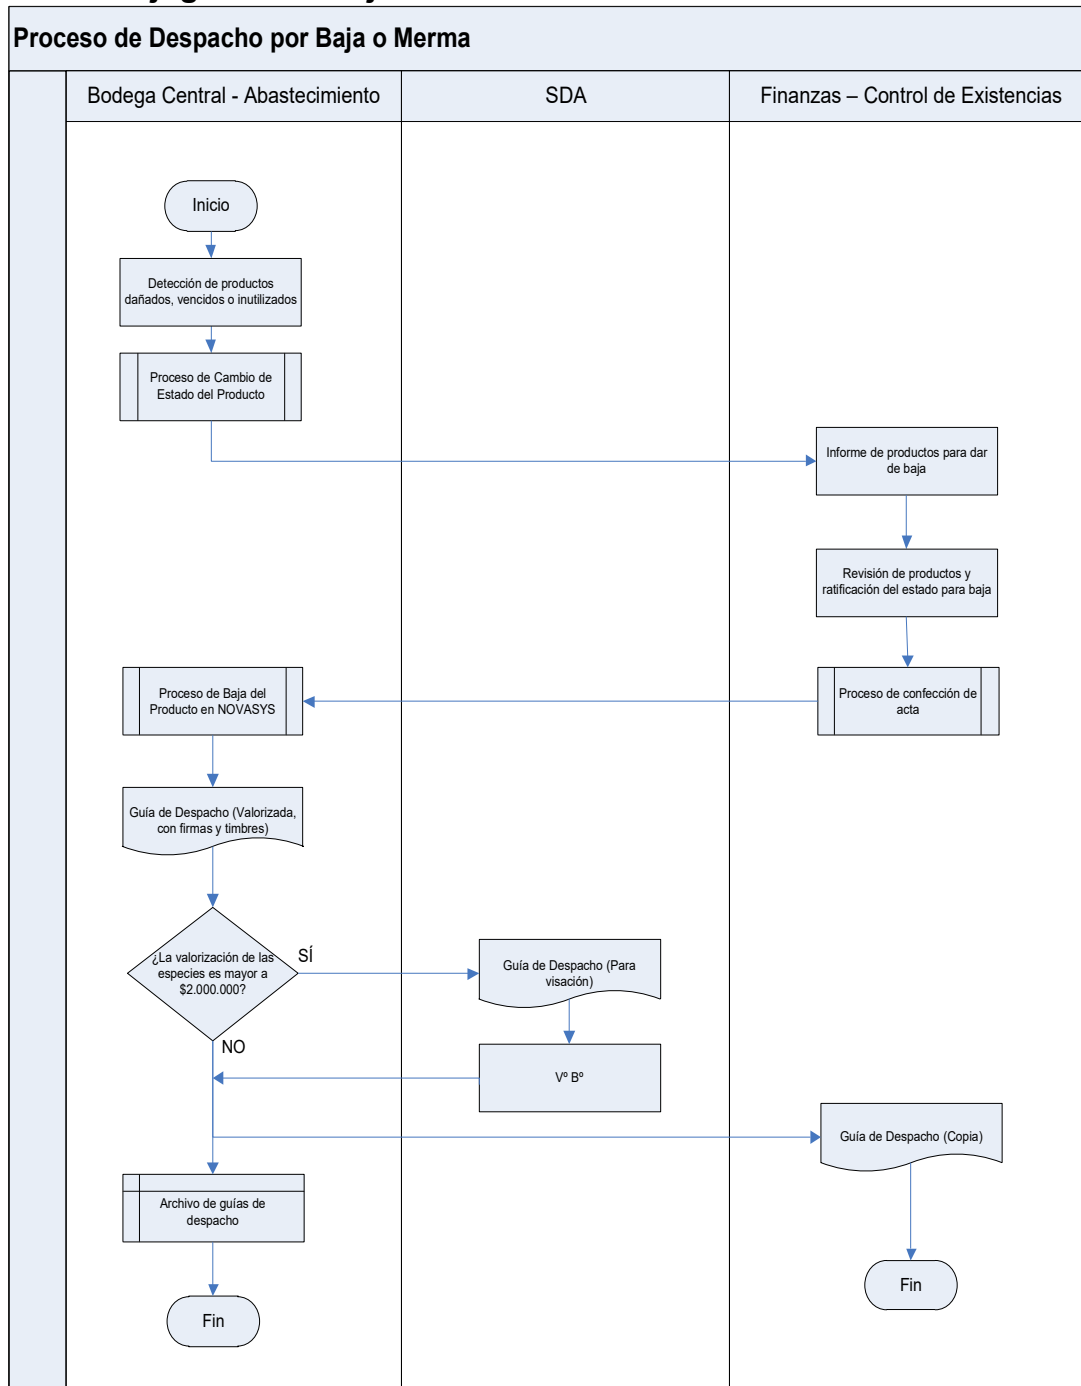 Proceso de Despacho por Baja o Merma
Bodega Central - Abastecimiento
SDA
Finanzas – Control de Existencias
Inicio
Detección de productos
dañados, vencidos o inutilizados
Proceso de Cambio de
Estado del Producto
Informe de productos para dar
de baja
Revisión de productos y
ratificación del estado para baja
Proceso de confección de
acta
Proceso de Baja del
Producto en NOVASYS
Guía de Despacho (Valorizada,
con firmas y timbres)
¿La valorización de las
especies es mayor a
$2.000.000?
SÍ
NO
Guía de Despacho (Para
visación)
Vº Bº
Guía de Despacho (Copia)
Archivo de guías de
despacho
Fin
Fin